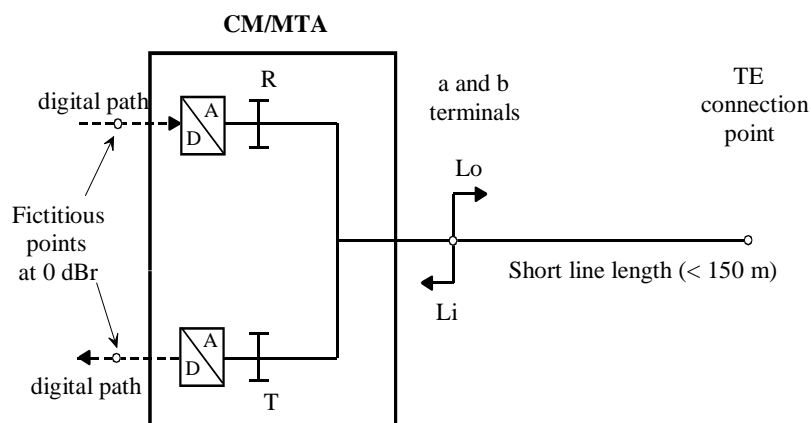 CM/MTA
digital path
R
A
D
a and b
terminals
TE
connection
point
Lo
Fictitious
points
at 0 dBr
Short line length (< 150 m)
Li
A
D
digital path
T